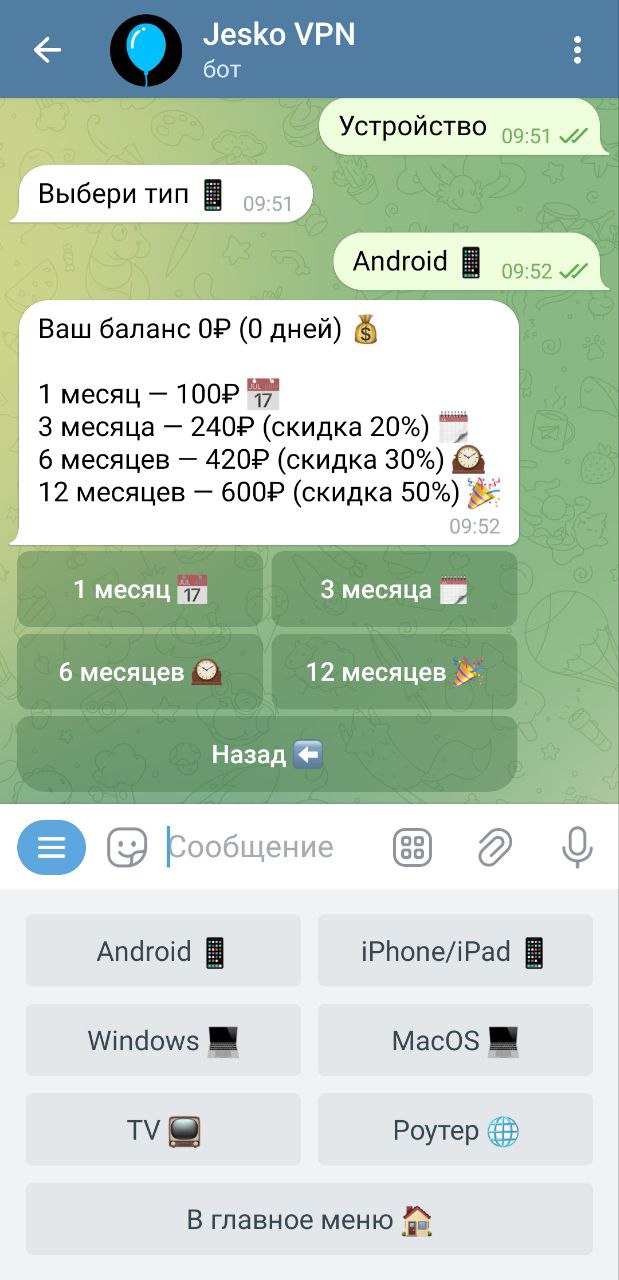 Jesko VPN
бот
Устройство 09:51
Выбери тип 📱 09:51
Android 📱 09:52
Ваш баланс 0₽ (0 дней) 💰
1 месяц — 100₽ 📅
3 месяца — 240₽ (скидка 20%) 🗓
6 месяцев — 420₽ (скидка 30%) 🕰
12 месяцев — 600₽ (скидка 50%) 🎉
09:52
1 месяц 📅
3 месяца 🗓
6 месяцев 🕰
12 месяцев 🎉
Назад ⬅️
Сообщение
Android 📱
iPhone/iPad 📱
Windows 💻
MacOS 💻
TV 📺
Роутер 🌐
В главное меню 🏠